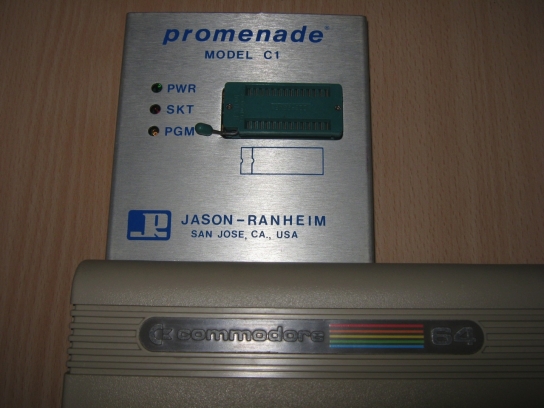 promenade
MODEL C1
PWR
SKT
PGM
JASON-RANHEIM
SAN JOSE, CA., USA
commodore 64